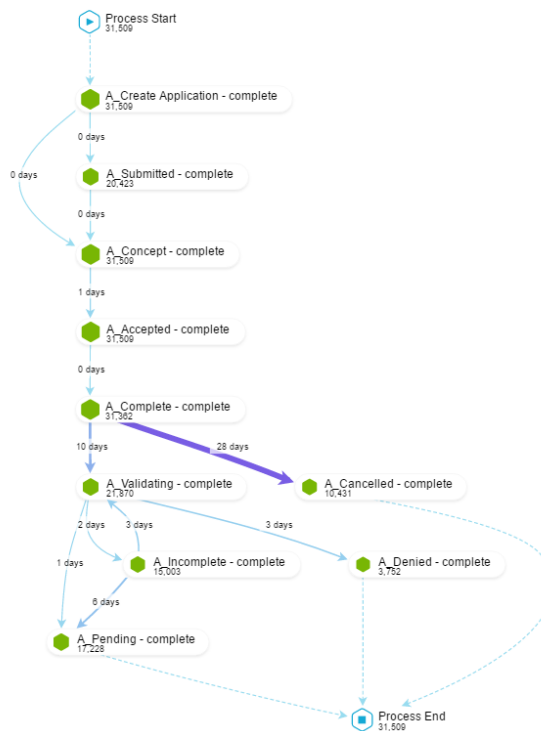 Process Start
31,509
A_Create Application - complete
31,509
0 days
0 days
A_Submitted - complete
20,423
0 days
A_Concept - complete
31,509
1 days
A_Accepted - complete
31,509
0 days
A_Complete - complete
31,362
10 days
28 days
A_Validating - complete
21,870
A_Cancelled - complete
10,431
2 days
3 days
3 days
1 days
A_Incomplete - complete
15,003
A_Denied - complete
3,752
6 days
A_Pending - complete
17,228
Process End
31,509